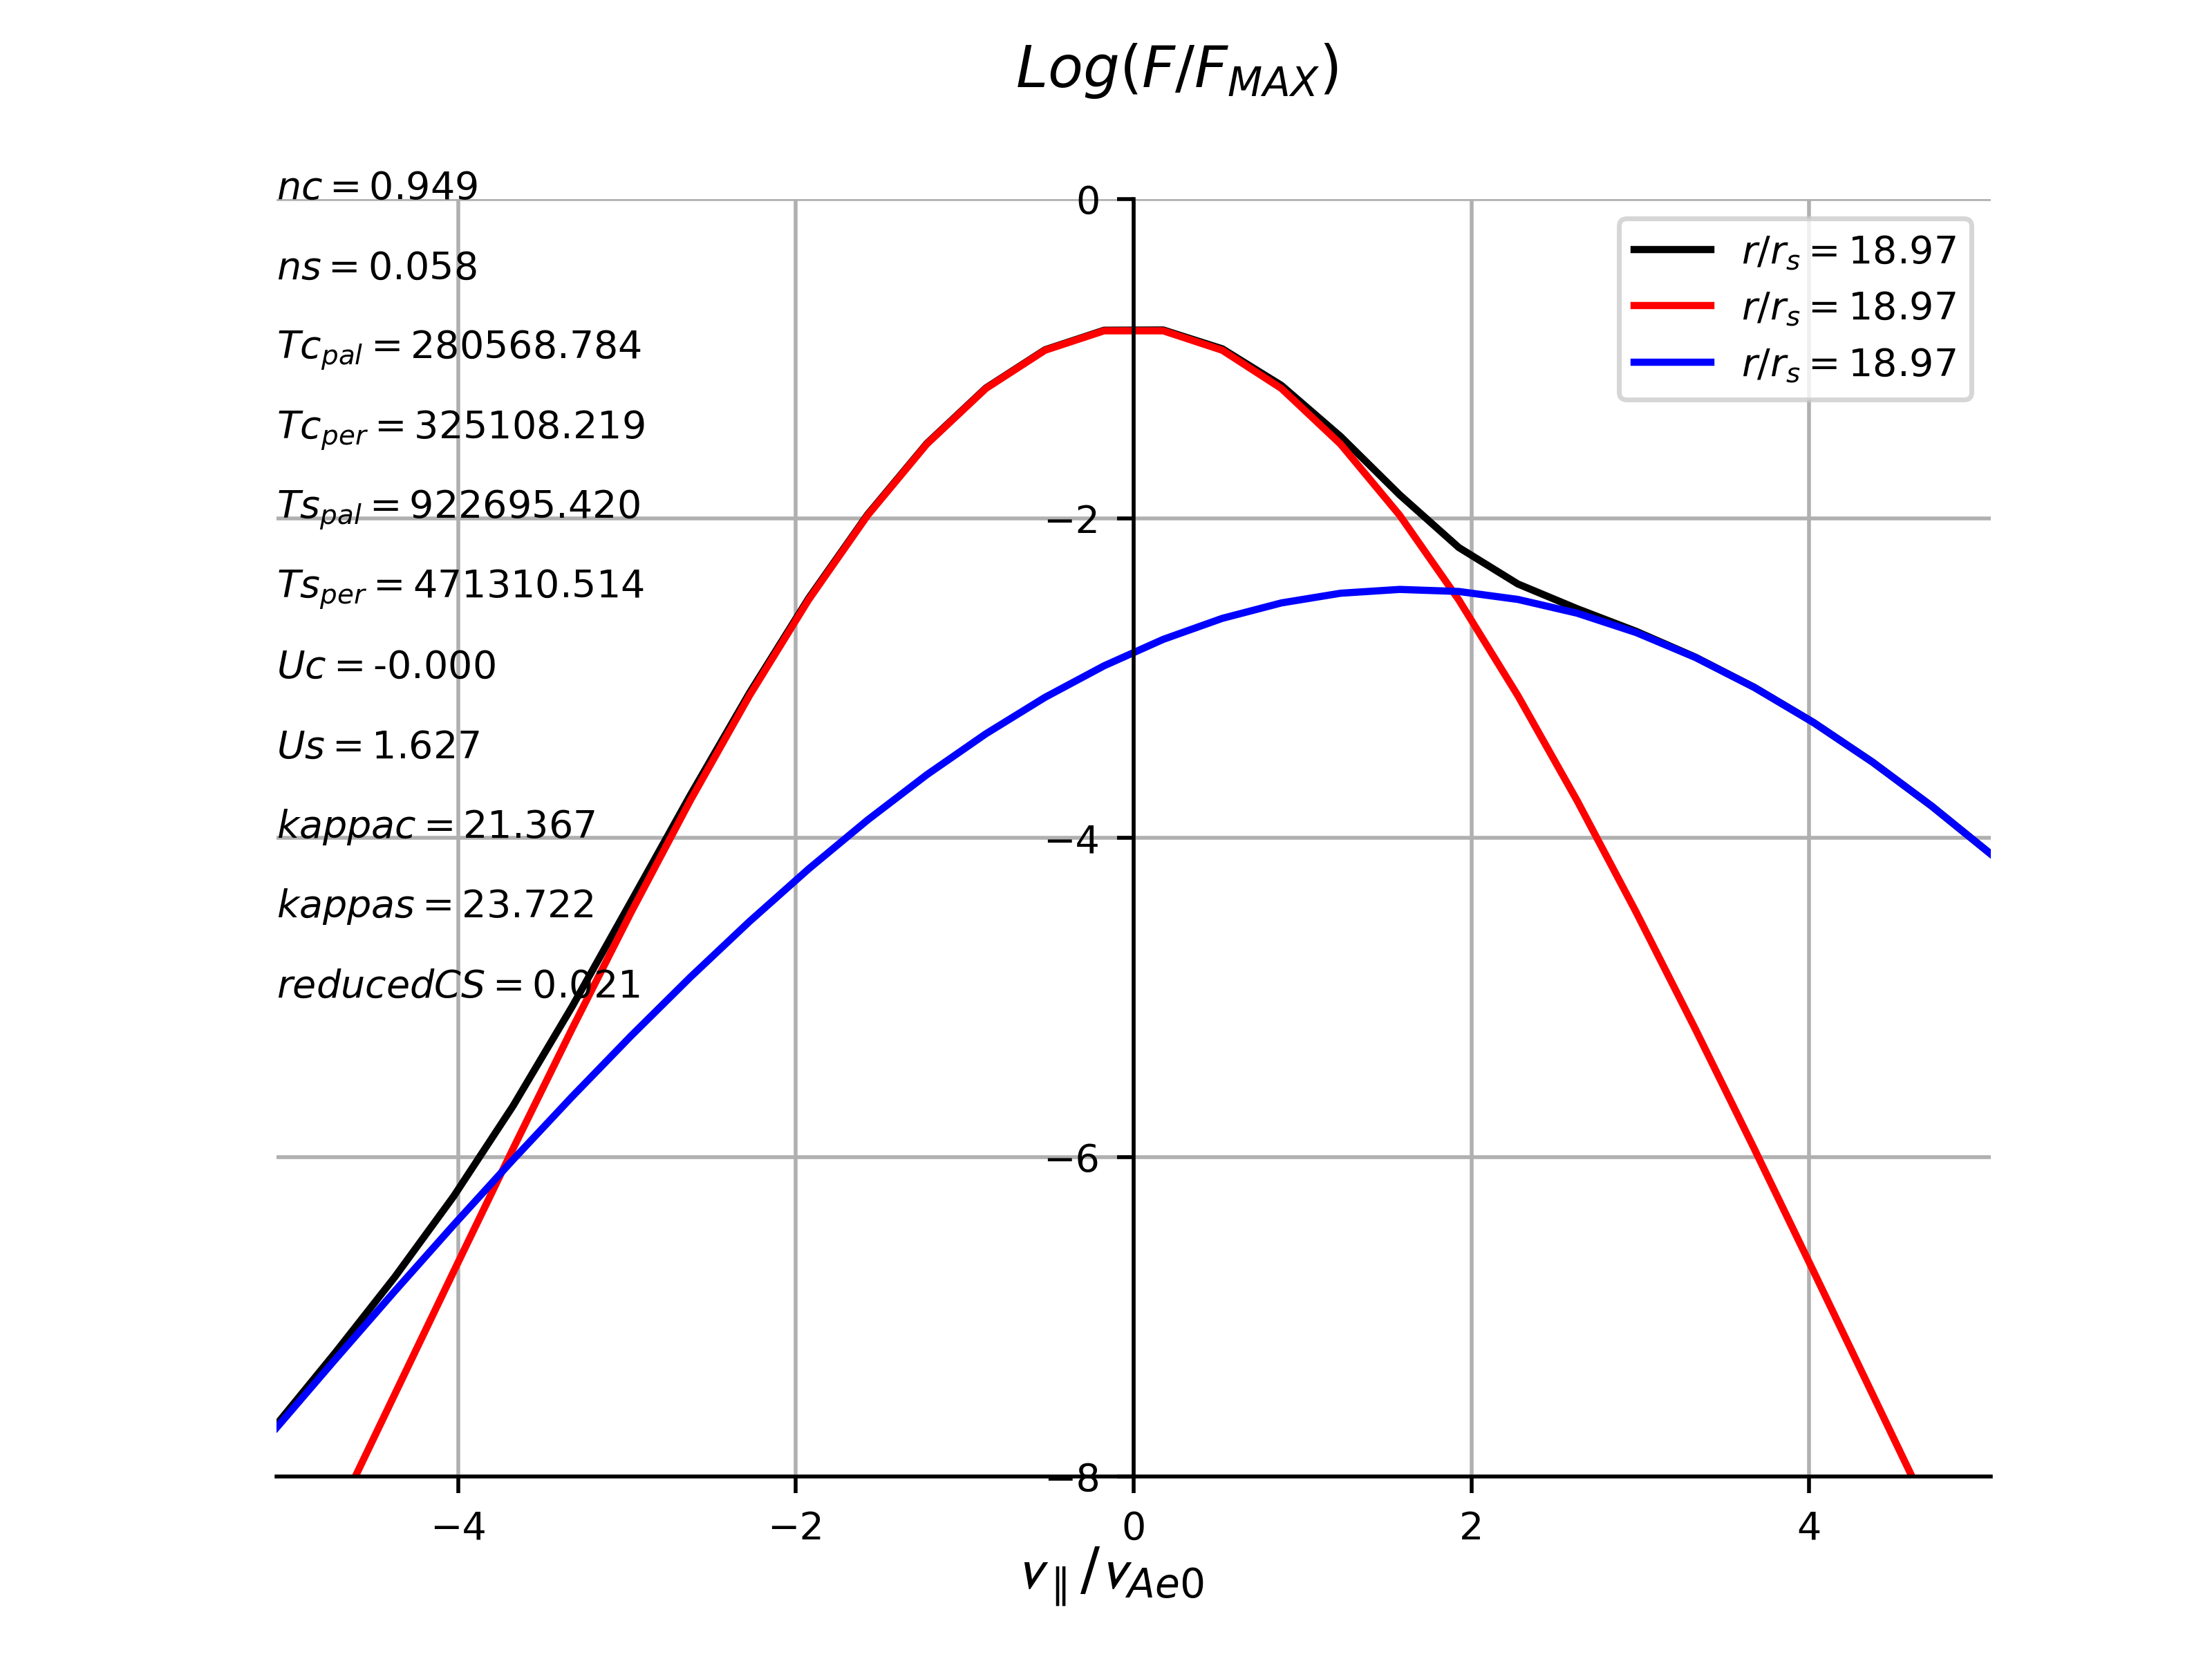 Log(F/F_MAX)
nc = 0.949
ns = 0.058
Tc_pal = 280568.784
Tc_per = 325108.219
Ts_pal = 922695.420
Ts_per = 471310.514
Uc = -0.000
Us = 1.627
kappac = 21.367
kappas = 23.722
reducedCS = 0.021
0
−2
−4
−6
−8
r/r_s = 18.97
r/r_s = 18.97
r/r_s = 18.97
−4 −2 0 2 4
v_∥/v_Ae0